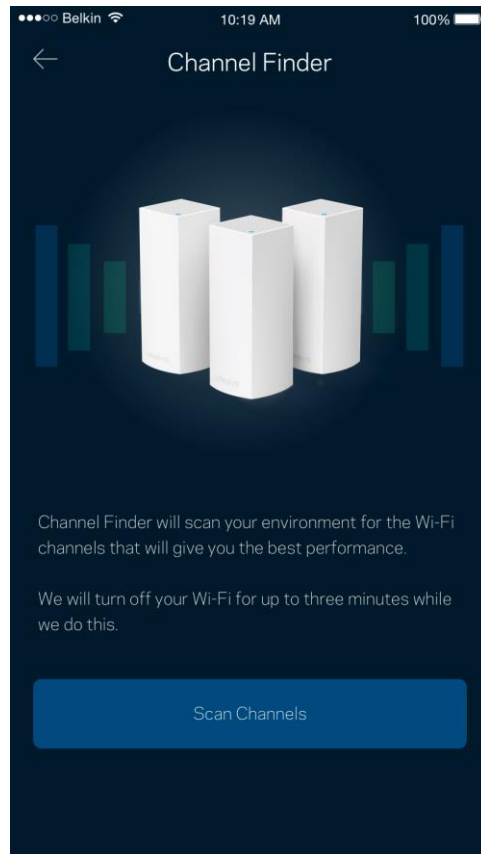 Belkin 10:19 AM 100%
Channel Finder
Channel Finder will scan your environment for the Wi-Fi
channels that will give you the best performance.
We will turn off your Wi-Fi for up to three minutes while
we do this.
Scan Channels